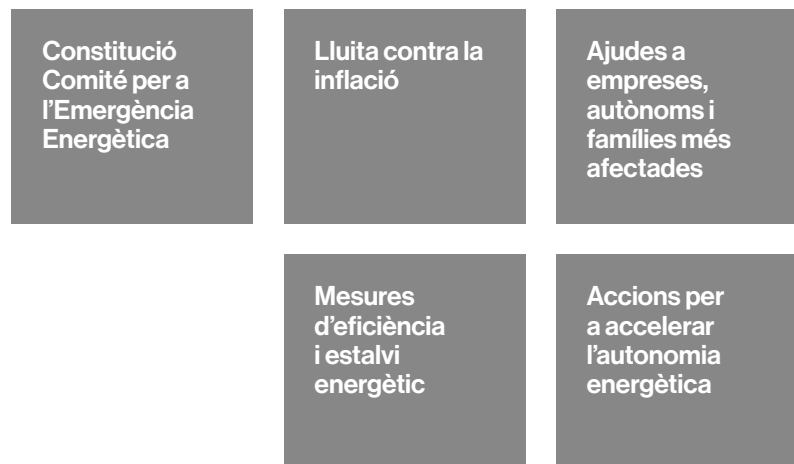 Constitució
Comité per a
l’Emergència
Energètica
Lluita contra la
inflació
Ajudes a
empreses,
autònoms i
famílies més
afectades
Mesures
d’eficiència
i estalvi
energètic
Accions per
a accelerar
l’autonomia
energètica